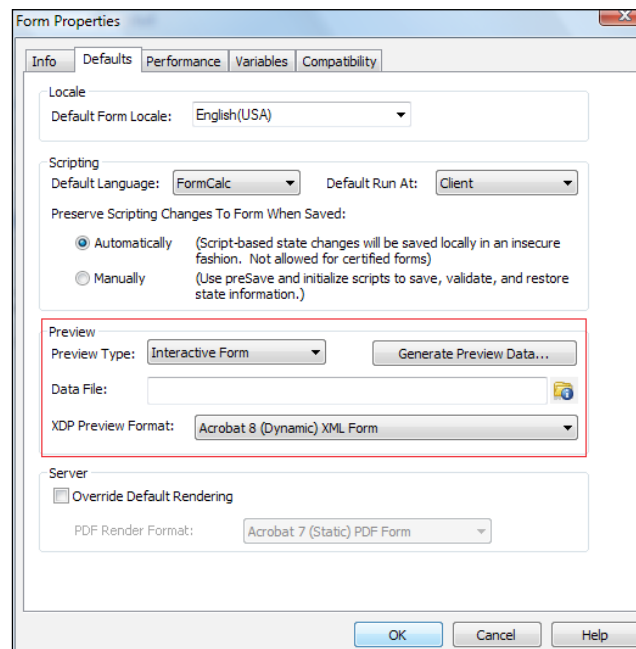 Form Properties
Info Defaults Performance Variables Compatibility
Locale
Default Form Locale: English(USA)
Scripting
Default Language: FormCalc Default Run At: Client
Preserve Scripting Changes To Form When Saved:
Automatically (Script-based state changes will be saved locally in an insecure
fashion. Not allowed for certified forms)
Manually (Use preSave and initialize scripts to save, validate, and restore
state information.)
Preview
Preview Type: Interactive Form Generate Preview Data...
Data File:
XDP Preview Format: Acrobat 8 (Dynamic) XML Form
Server
Override Default Rendering
PDF Render Format: Acrobat 7 (Static) PDF Form
OK Cancel Help